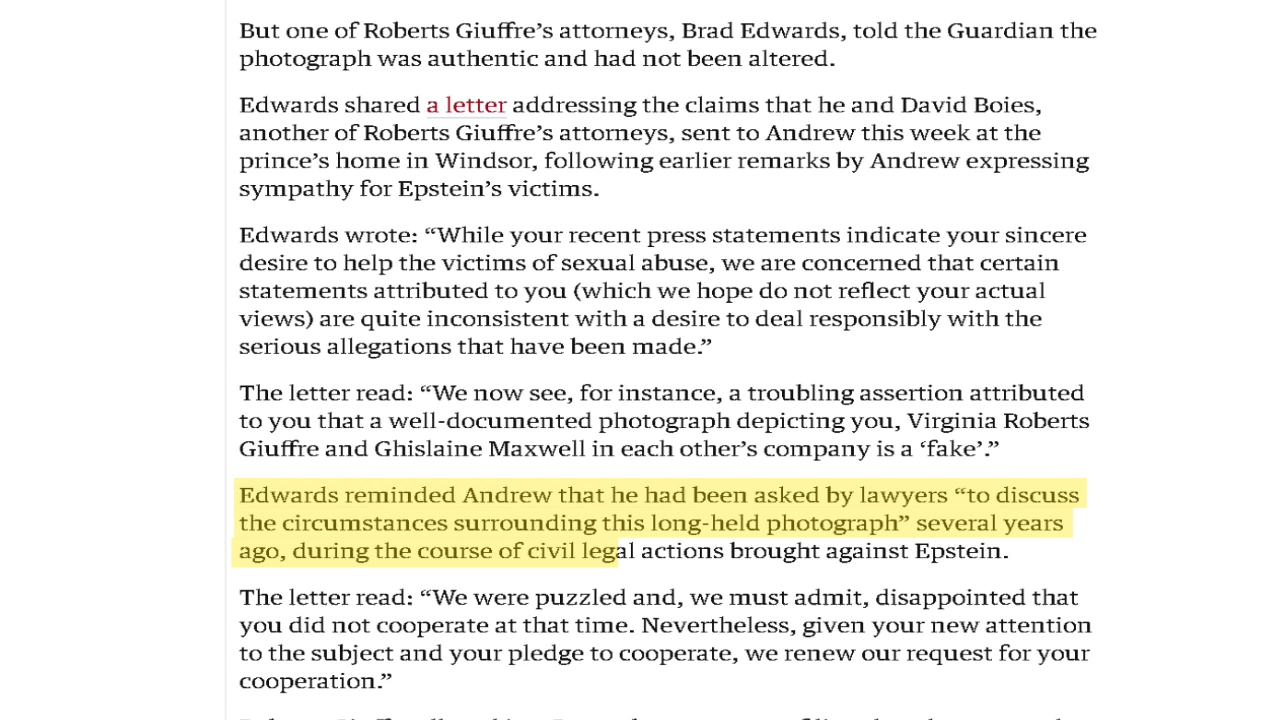 But one of Roberts Giuffre’s attorneys, Brad Edwards, told the Guardian the
photograph was authentic and had not been altered.
Edwards shared a letter addressing the claims that he and David Boies,
another of Roberts Giuffre’s attorneys, sent to Andrew this week at the
prince’s home in Windsor, following earlier remarks by Andrew expressing
sympathy for Epstein’s victims.
Edwards wrote: “While your recent press statements indicate your sincere
desire to help the victims of sexual abuse, we are concerned that certain
statements attributed to you (which we hope do not reflect your actual
views) are quite inconsistent with a desire to deal responsibly with the
serious allegations that have been made.”
The letter read: “We now see, for instance, a troubling assertion attributed
to you that a well-documented photograph depicting you, Virginia Roberts
Giuffre and Ghislaine Maxwell in each other’s company is a ‘fake’.”
Edwards reminded Andrew that he had been asked by lawyers “to discuss
the circumstances surrounding this long-held photograph” several years
ago, during the course of civil legal actions brought against Epstein.
The letter read: “We were puzzled and, we must admit, disappointed that
you did not cooperate at that time. Nevertheless, given your new attention
to the subject and your pledge to cooperate, we renew our request for your
cooperation.”